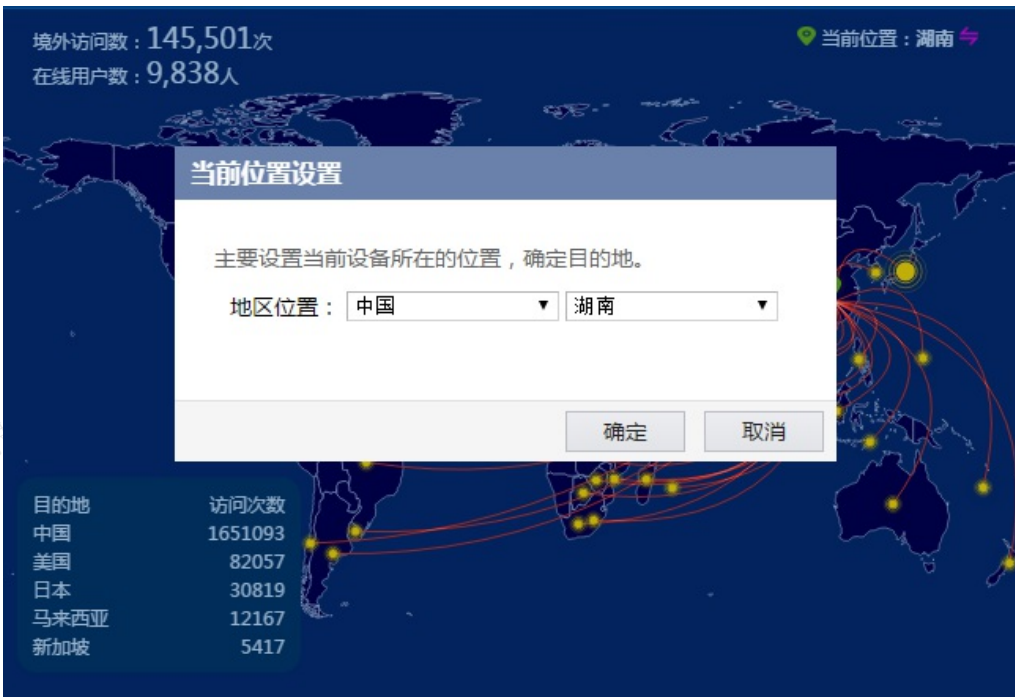 境外访问数：145,501次
当前位置：湖南
在线用户数：9,838人
当前位置设置
主要设置当前设备所在的位置，确定目的地。
地区位置： 中国 湖南
确定 取消
目的地 访问次数
中国 1651093
美国 82057
日本 30819
马来西亚 12167
新加坡 5417